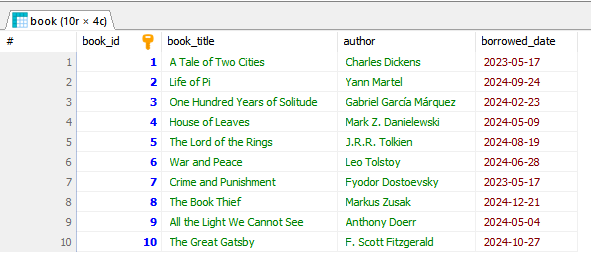 book (10r × 4c)
# book_id book_title author borrowed_date
1 1 A Tale of Two Cities Charles Dickens 2023-05-17
2 2 Life of Pi Yann Martel 2024-09-24
3 3 One Hundred Years of Solitude Gabriel García Márquez 2024-02-23
4 4 House of Leaves Mark Z. Danielewski 2024-05-09
5 5 The Lord of the Rings J.R.R. Tolkien 2024-08-19
6 6 War and Peace Leo Tolstoy 2024-06-28
7 7 Crime and Punishment Fyodor Dostoevsky 2023-05-17
8 8 The Book Thief Markus Zusak 2024-12-21
9 9 All the Light We Cannot See Anthony Doerr 2024-05-04
10 10 The Great Gatsby F. Scott Fitzgerald 2024-10-27